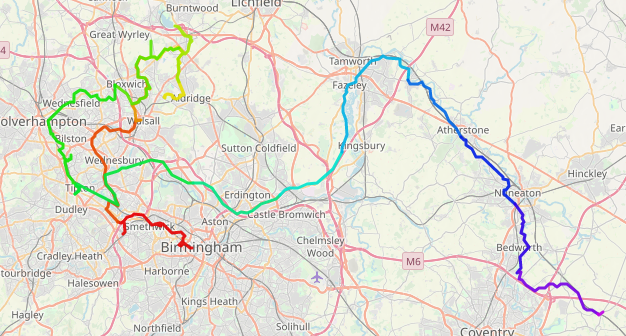 Burntwood
Lichfield
Great Wyrley
M42
Tamworth
Fazeley
Bloxwich
Wednesfield
Aldridge
olverhampton
Walsall
Atherstone
Bilston
Ear
Sutton Coldfield
Kingsbury
Wednesbury
Hinckley
Tipton
Nuneaton
Erdington
Dudley
Castle Bromwich
Aston
Smethwick
Birmingham
Chelmsley
Wood
Bedworth
Cradley Heath
M6
tourbridge
Harborne
Halesowen
Kings Heath
Hagley
Northfield
Solihull
Coventry